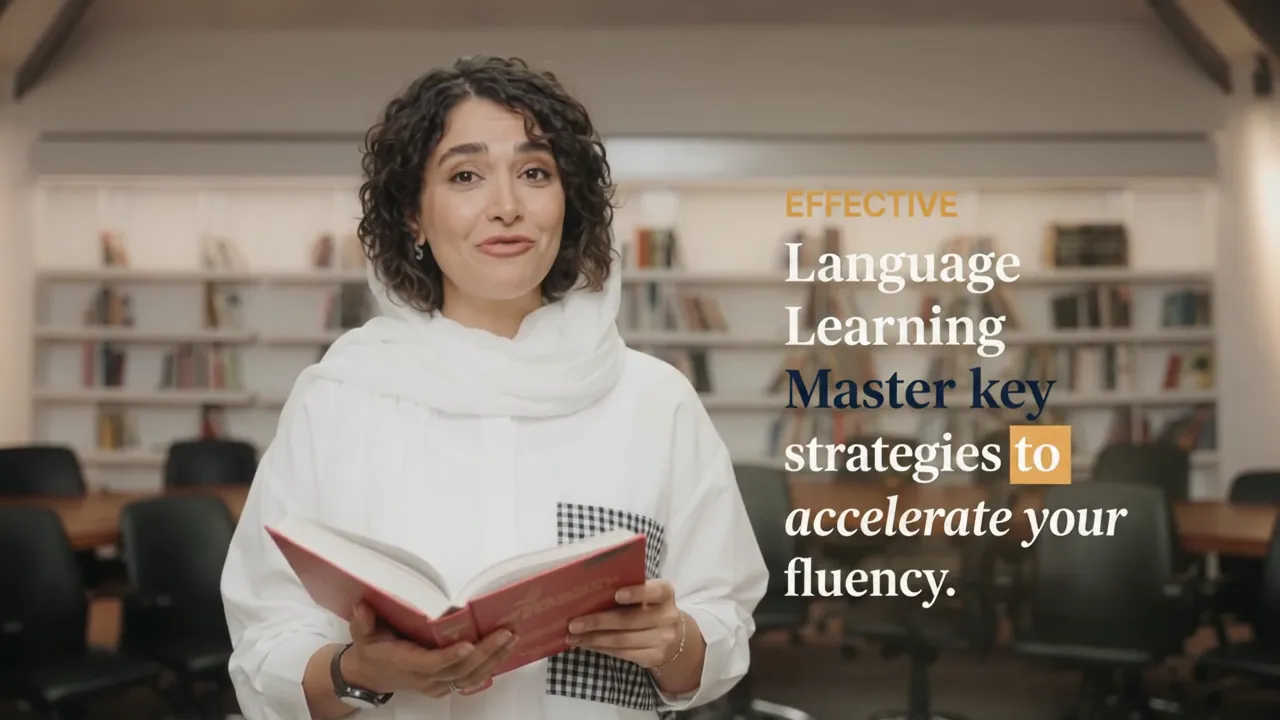 EFFECTIVE
Language
Learning
Master key
strategies to
accelerate your
fluency.